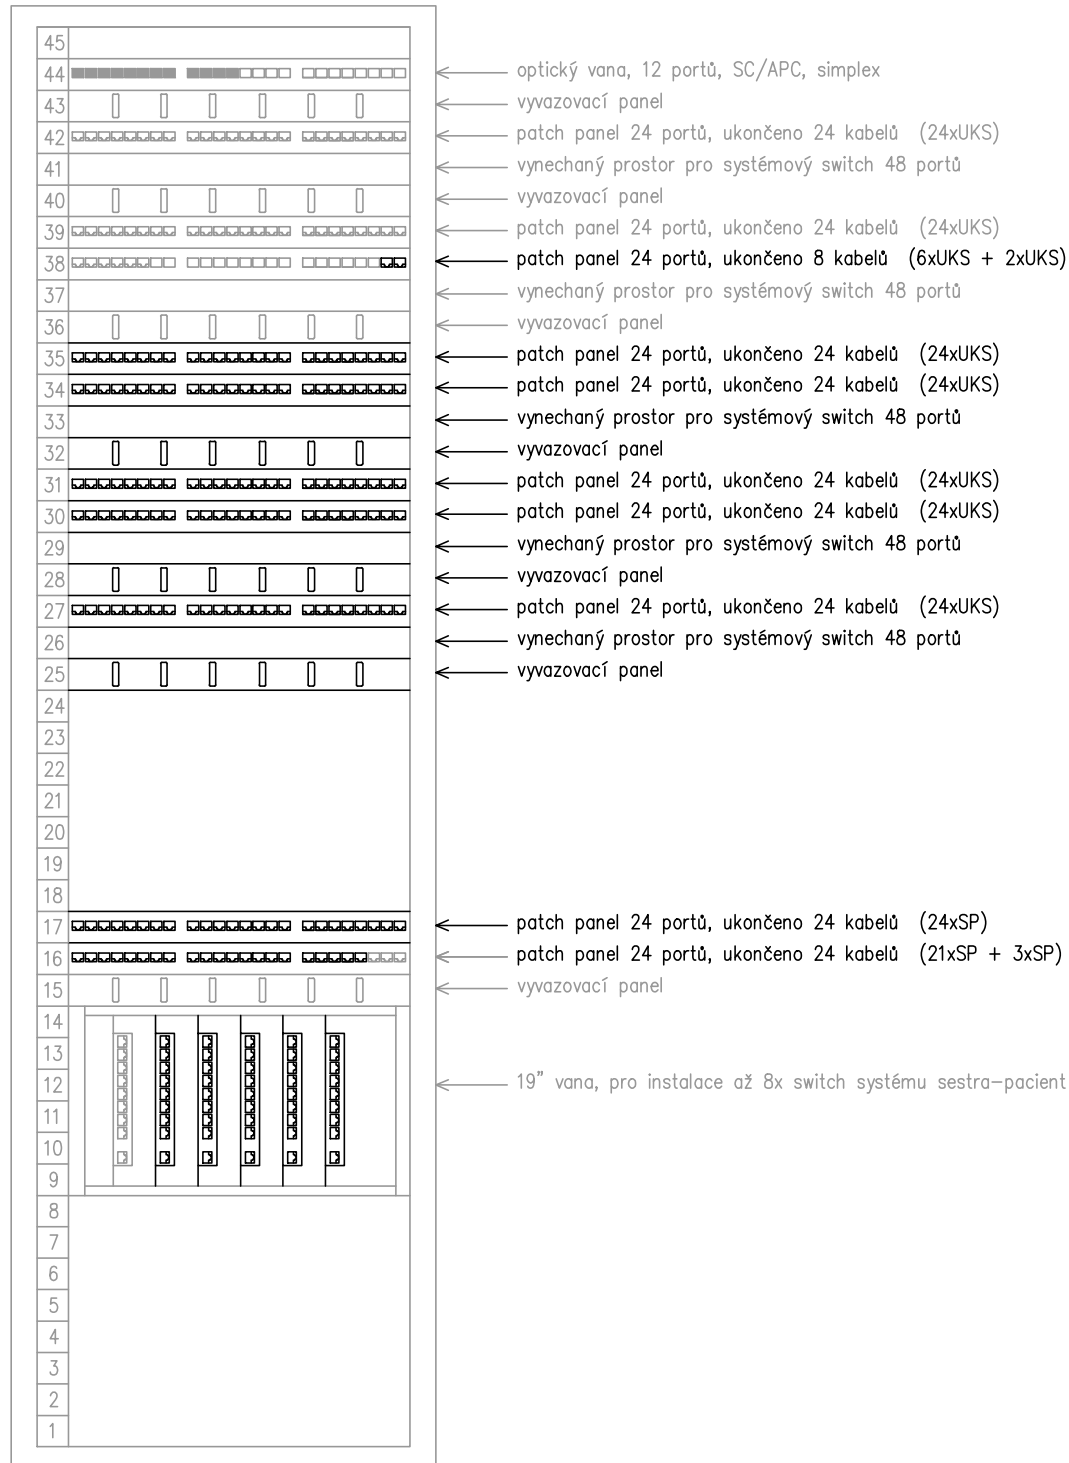 45
44 optický vana, 12 portů, SC/APC, simplex
43 vyvazovací panel
42 patch panel 24 portů, ukončeno 24 kabelů (24xUKS)
41 vynechaný prostor pro systémový switch 48 portů
40 vyvazovací panel
39 patch panel 24 portů, ukončeno 24 kabelů (24xUKS)
38 patch panel 24 portů, ukončeno 8 kabelů (6xUKS + 2xUKS)
37 vynechaný prostor pro systémový switch 48 portů
36 vyvazovací panel
35 patch panel 24 portů, ukončeno 24 kabelů (24xUKS)
34 patch panel 24 portů, ukončeno 24 kabelů (24xUKS)
33 vynechaný prostor pro systémový switch 48 portů
32 vyvazovací panel
31 patch panel 24 portů, ukončeno 24 kabelů (24xUKS)
30 patch panel 24 portů, ukončeno 24 kabelů (24xUKS)
29 vynechaný prostor pro systémový switch 48 portů
28 vyvazovací panel
27 patch panel 24 portů, ukončeno 24 kabelů (24xUKS)
26 vynechaný prostor pro systémový switch 48 portů
25 vyvazovací panel
24
23
22
21
20
19
18
17 patch panel 24 portů, ukončeno 24 kabelů (24xSP)
16 patch panel 24 portů, ukončeno 24 kabelů (21xSP + 3xSP)
15 vyvazovací panel
14
13
12 19" vana, pro instalace až 8x switch systému sestra-pacient
11
10
9
8
7
6
5
4
3
2
1